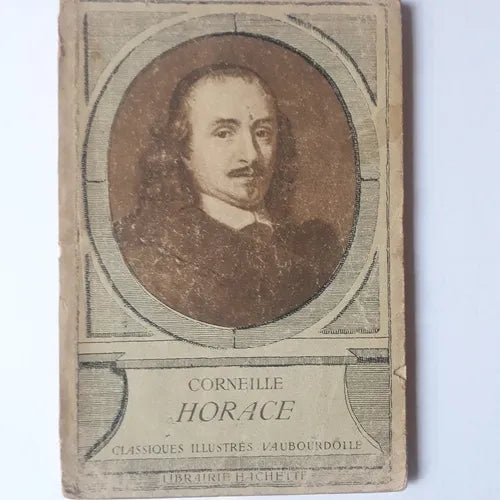 CORNEILLE
HORACE
CLASSIQUES ILLUSTRÉS VAUBOURDOLLE
LIBRAIRIE HACHETTE